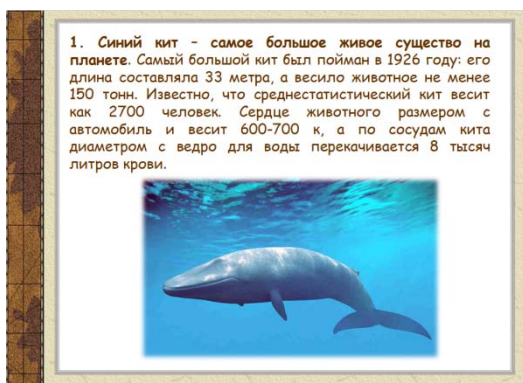 1. Синий кит – самое большое живое существо на
планете. Самый большой кит был пойман в 1926 году: его
длина составляла 33 метра, а весило животное не менее
150 тонн. Известно, что среднестатистический кит весит
как 2700 человек. Сердце животного размером с
автомобиль и весит 600-700 к, а по сосудам кита
диаметром с ведро для воды перекачивается 8 тысяч
литров крови.